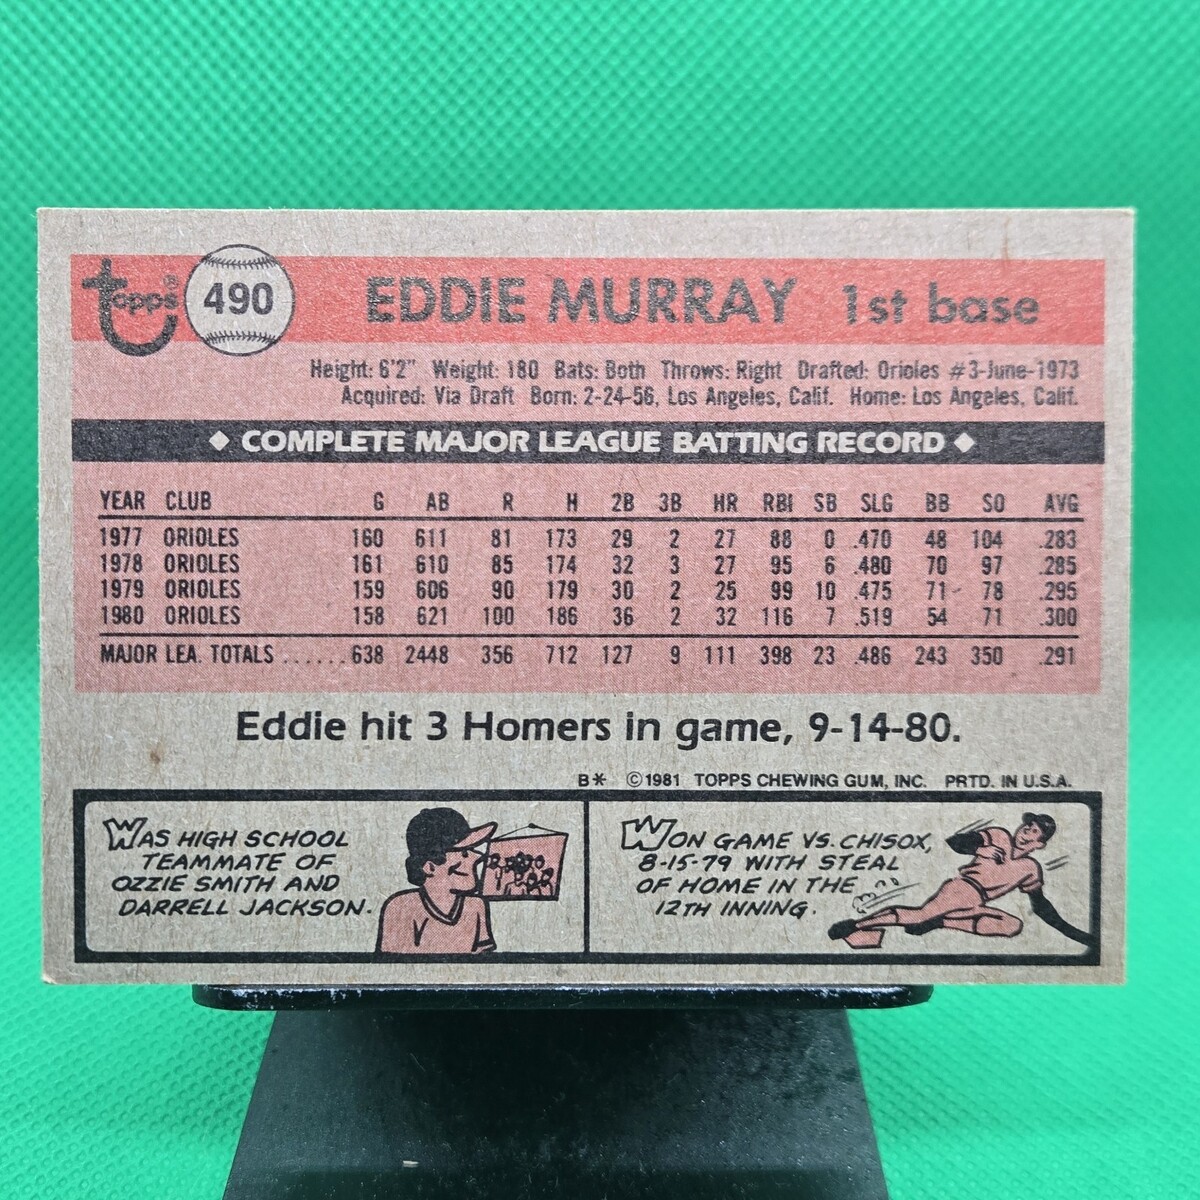 topps® 490 EDDIE MURRAY 1st base
Height: 6'2" Weight: 180 Bats: Both Throws: Right Drafted: Orioles #3-June-1973
Acquired: Via Draft Born: 2-24-56, Los Angeles, Calif. Home: Los Angeles, Calif.
◆ COMPLETE MAJOR LEAGUE BATTING RECORD ◆
YEAR CLUB G AB R H 2B 3B HR RBI SB SLG BB SO AVG
1977 ORIOLES 160 611 81 173 29 2 27 88 0 .470 48 104 .283
1978 ORIOLES 161 610 85 174 32 3 27 95 6 .480 70 97 .285
1979 ORIOLES 159 606 90 179 30 2 25 99 10 .475 71 78 .295
1980 ORIOLES 158 621 100 186 36 2 32 116 7 .519 54 71 .300
MAJOR LEA. TOTALS ......638 2448 356 712 127 9 111 398 23 .486 243 350 .291
Eddie hit 3 Homers in game, 9-14-80.
B* ©1981 TOPPS CHEWING GUM, INC. PRTD. IN U.S.A.
WAS HIGH SCHOOL
TEAMMATE OF
OZZIE SMITH AND
DARRELL JACKSON.
WON GAME VS. CHISOX,
8-15-79 WITH STEAL
OF HOME IN THE
12TH INNING.